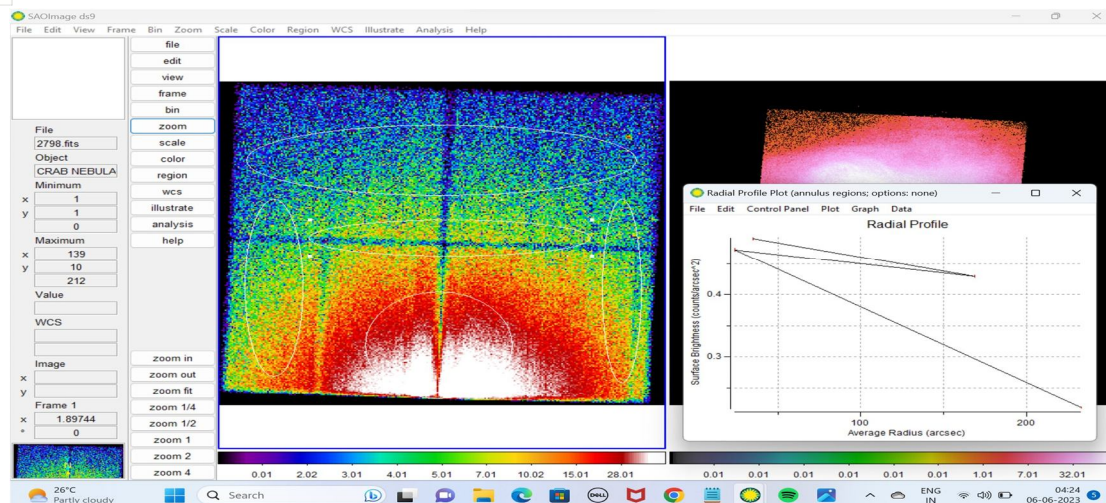 SAOImage ds9
File Edit View Frame Bin Zoom Scale Color Region WCS Illustrate Analysis Help
file
edit
view
frame
bin
zoom
scale
color
region
wcs
illustrate
analysis
help
File
2798.fits
Object
CRAB NEBULA
Minimum
x 1
y 1
0
Maximum
x 139
y 10
212
Value
WCS
Image
x
y
Frame 1
x 1.89744
° 0
zoom in
zoom out
zoom fit
zoom 1/4
zoom 1/2
zoom 1
zoom 2
zoom 4
Radial Profile Plot (annulus regions; options: none)
File Edit Control Panel Plot Graph Data
Radial Profile
Surface Brightness (counts/arcsec^2)
0.4
0.3
100 200
Average Radius (arcsec)
0.01 2.02 3.01 4.01 5.01 7.01 10.02 15.01 28.01
0.01 0.01 0.01 0.01 0.01 0.01 1.01 7.01 32.01
26°C
Partly cloudy
Search
DELL
ENG
IN
04:24
06-06-2023
5